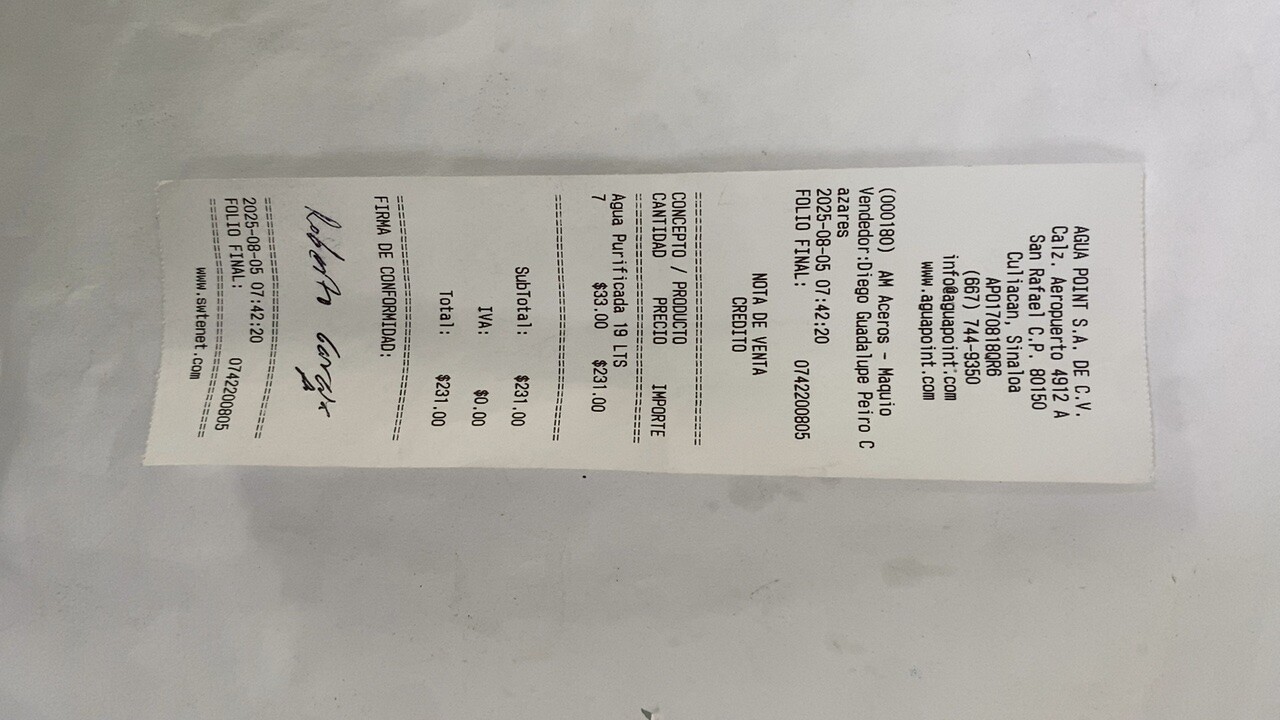 AGUA POINT S.A. DE C.V.
Calz. Aeropuerto 4912 A
San Rafael C.P. 80150
Culiacan, Sinaloa
APO170818QRB
(667) 744-9350
info@aguapoint.com
www.aguapoint.com
(000180) AM Aceros - Maquio
Vendedor:Diego Guadalupe Peiro C
azares
2025-08-05 07:42:20
FOLIO FINAL: 0742200805
NOTA DE VENTA
CREDITO
================================
CONCEPTO / PRODUCTO
CANTIDAD PRECIO IMPORTE
================================
Agua Purificada 19 LTS
7 $33.00 $231.00
================================
SubTotal: $231.00
IVA: $0.00
Total: $231.00
================================
FIRMA DE CONFORMIDAD:
Roberto
================================
2025-08-05 07:42:20
FOLIO FINAL: 0742200805
================================
www.swtenet.com